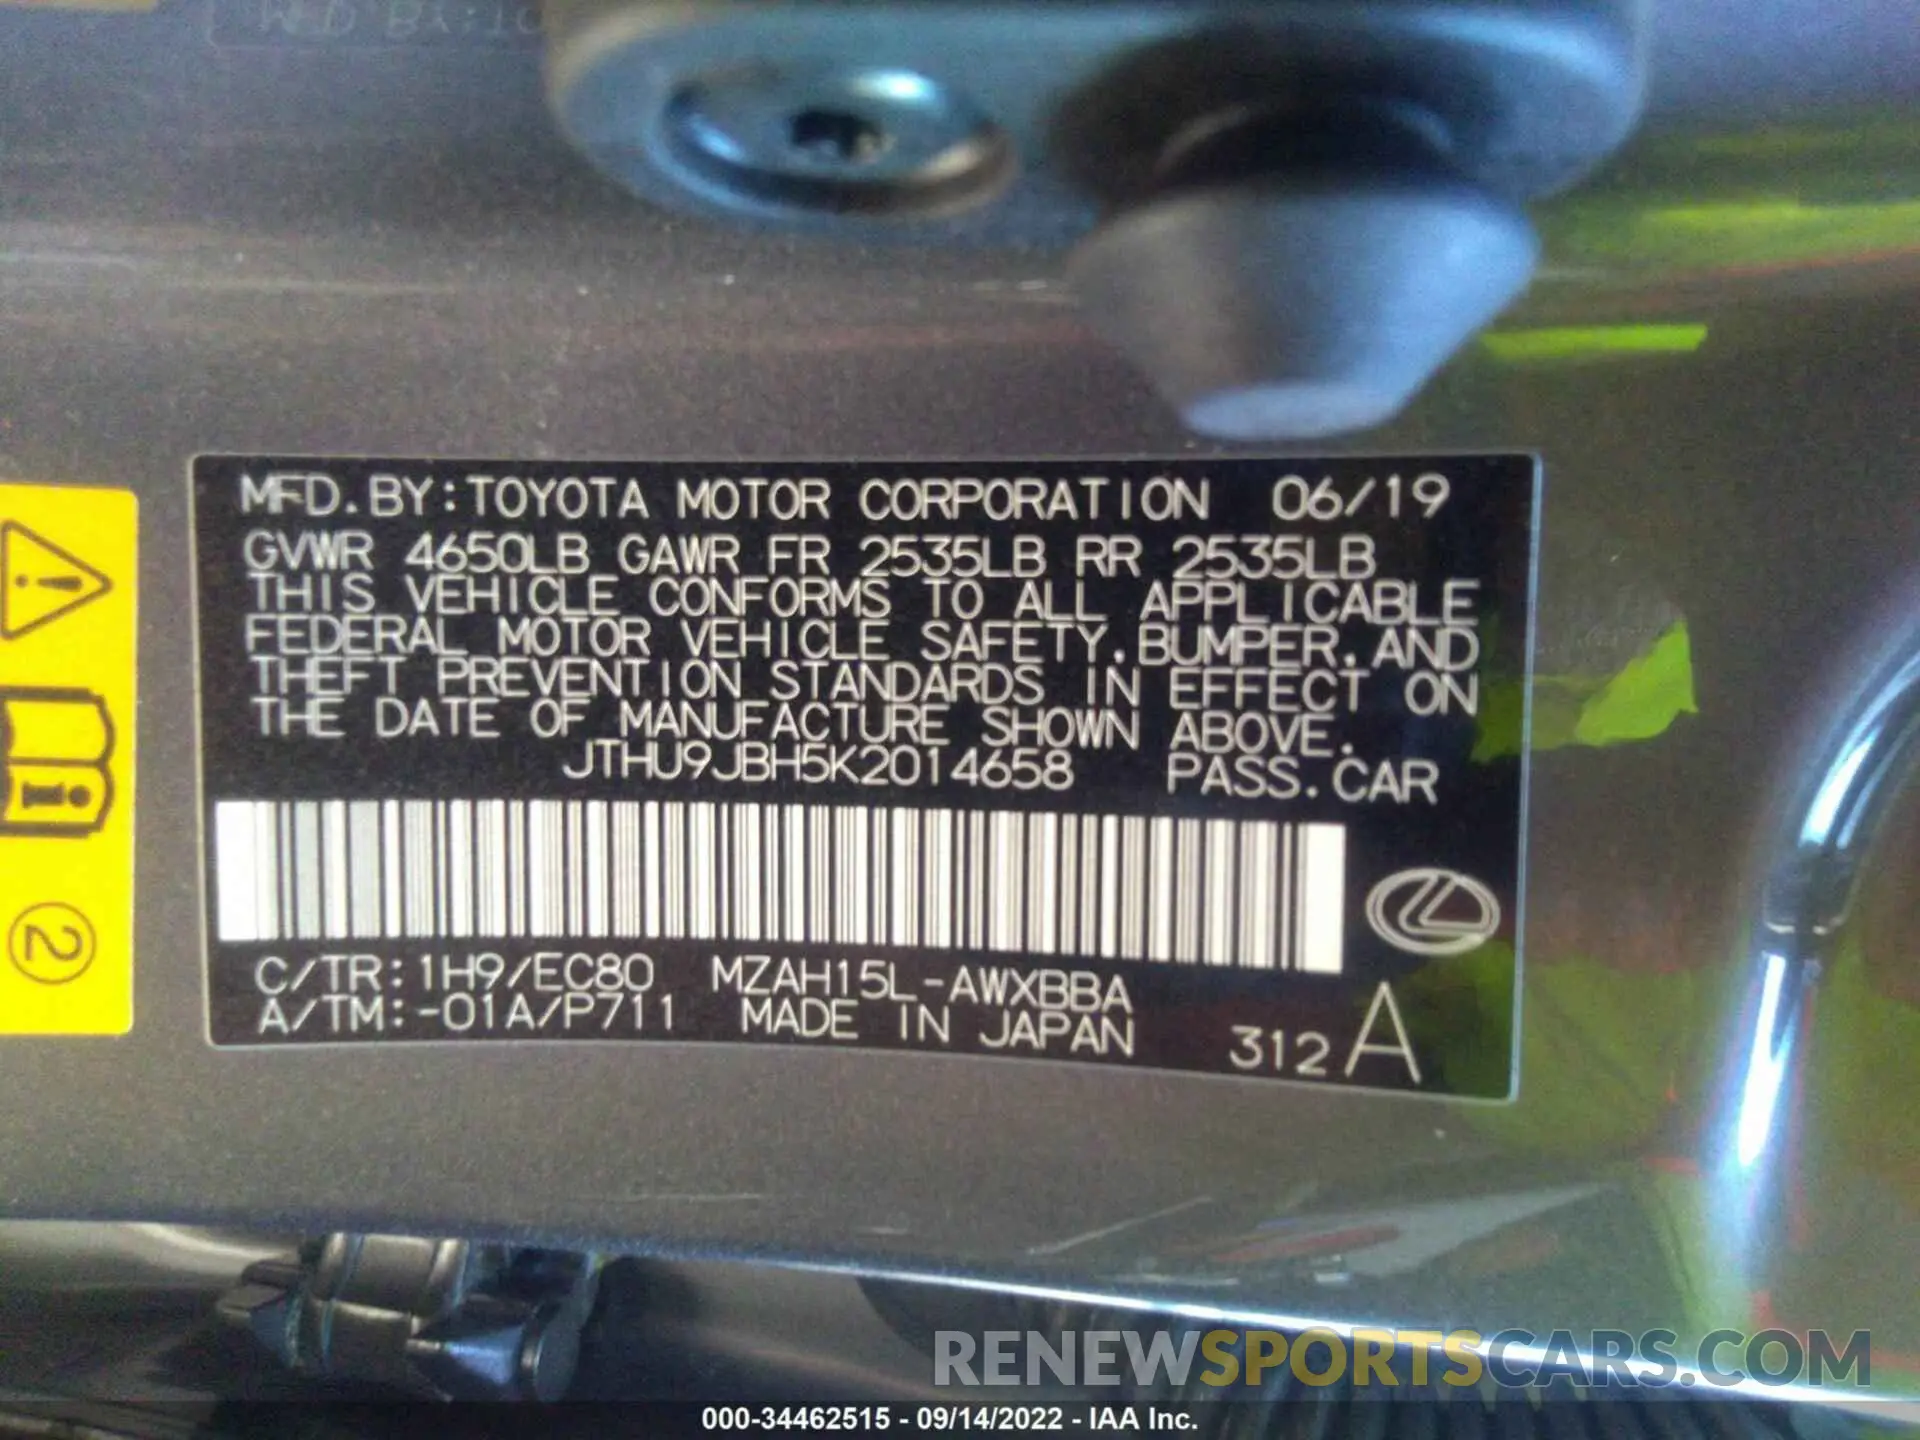 MFD.BY:TOYOTA MOTOR CORPORATION 06/19
GVWR 4650LB GAWR FR 2535LB RR 2535LB
THIS VEHICLE CONFORMS TO ALL APPLICABLE
FEDERAL MOTOR VEHICLE SAFETY,BUMPER,AND
THEFT PREVENTION STANDARDS IN EFFECT ON
THE DATE OF MANUFACTURE SHOWN ABOVE.
JTHU9JBH5K2014658 PASS.CAR
C/TR:1H9/EC80 MZAH15L-AWXBBA
A/TM:-01A/P711 MADE IN JAPAN 312 A
2
RENEWSPORTSCARS.COM
000-34462515 - 09/14/2022 - IAA Inc.